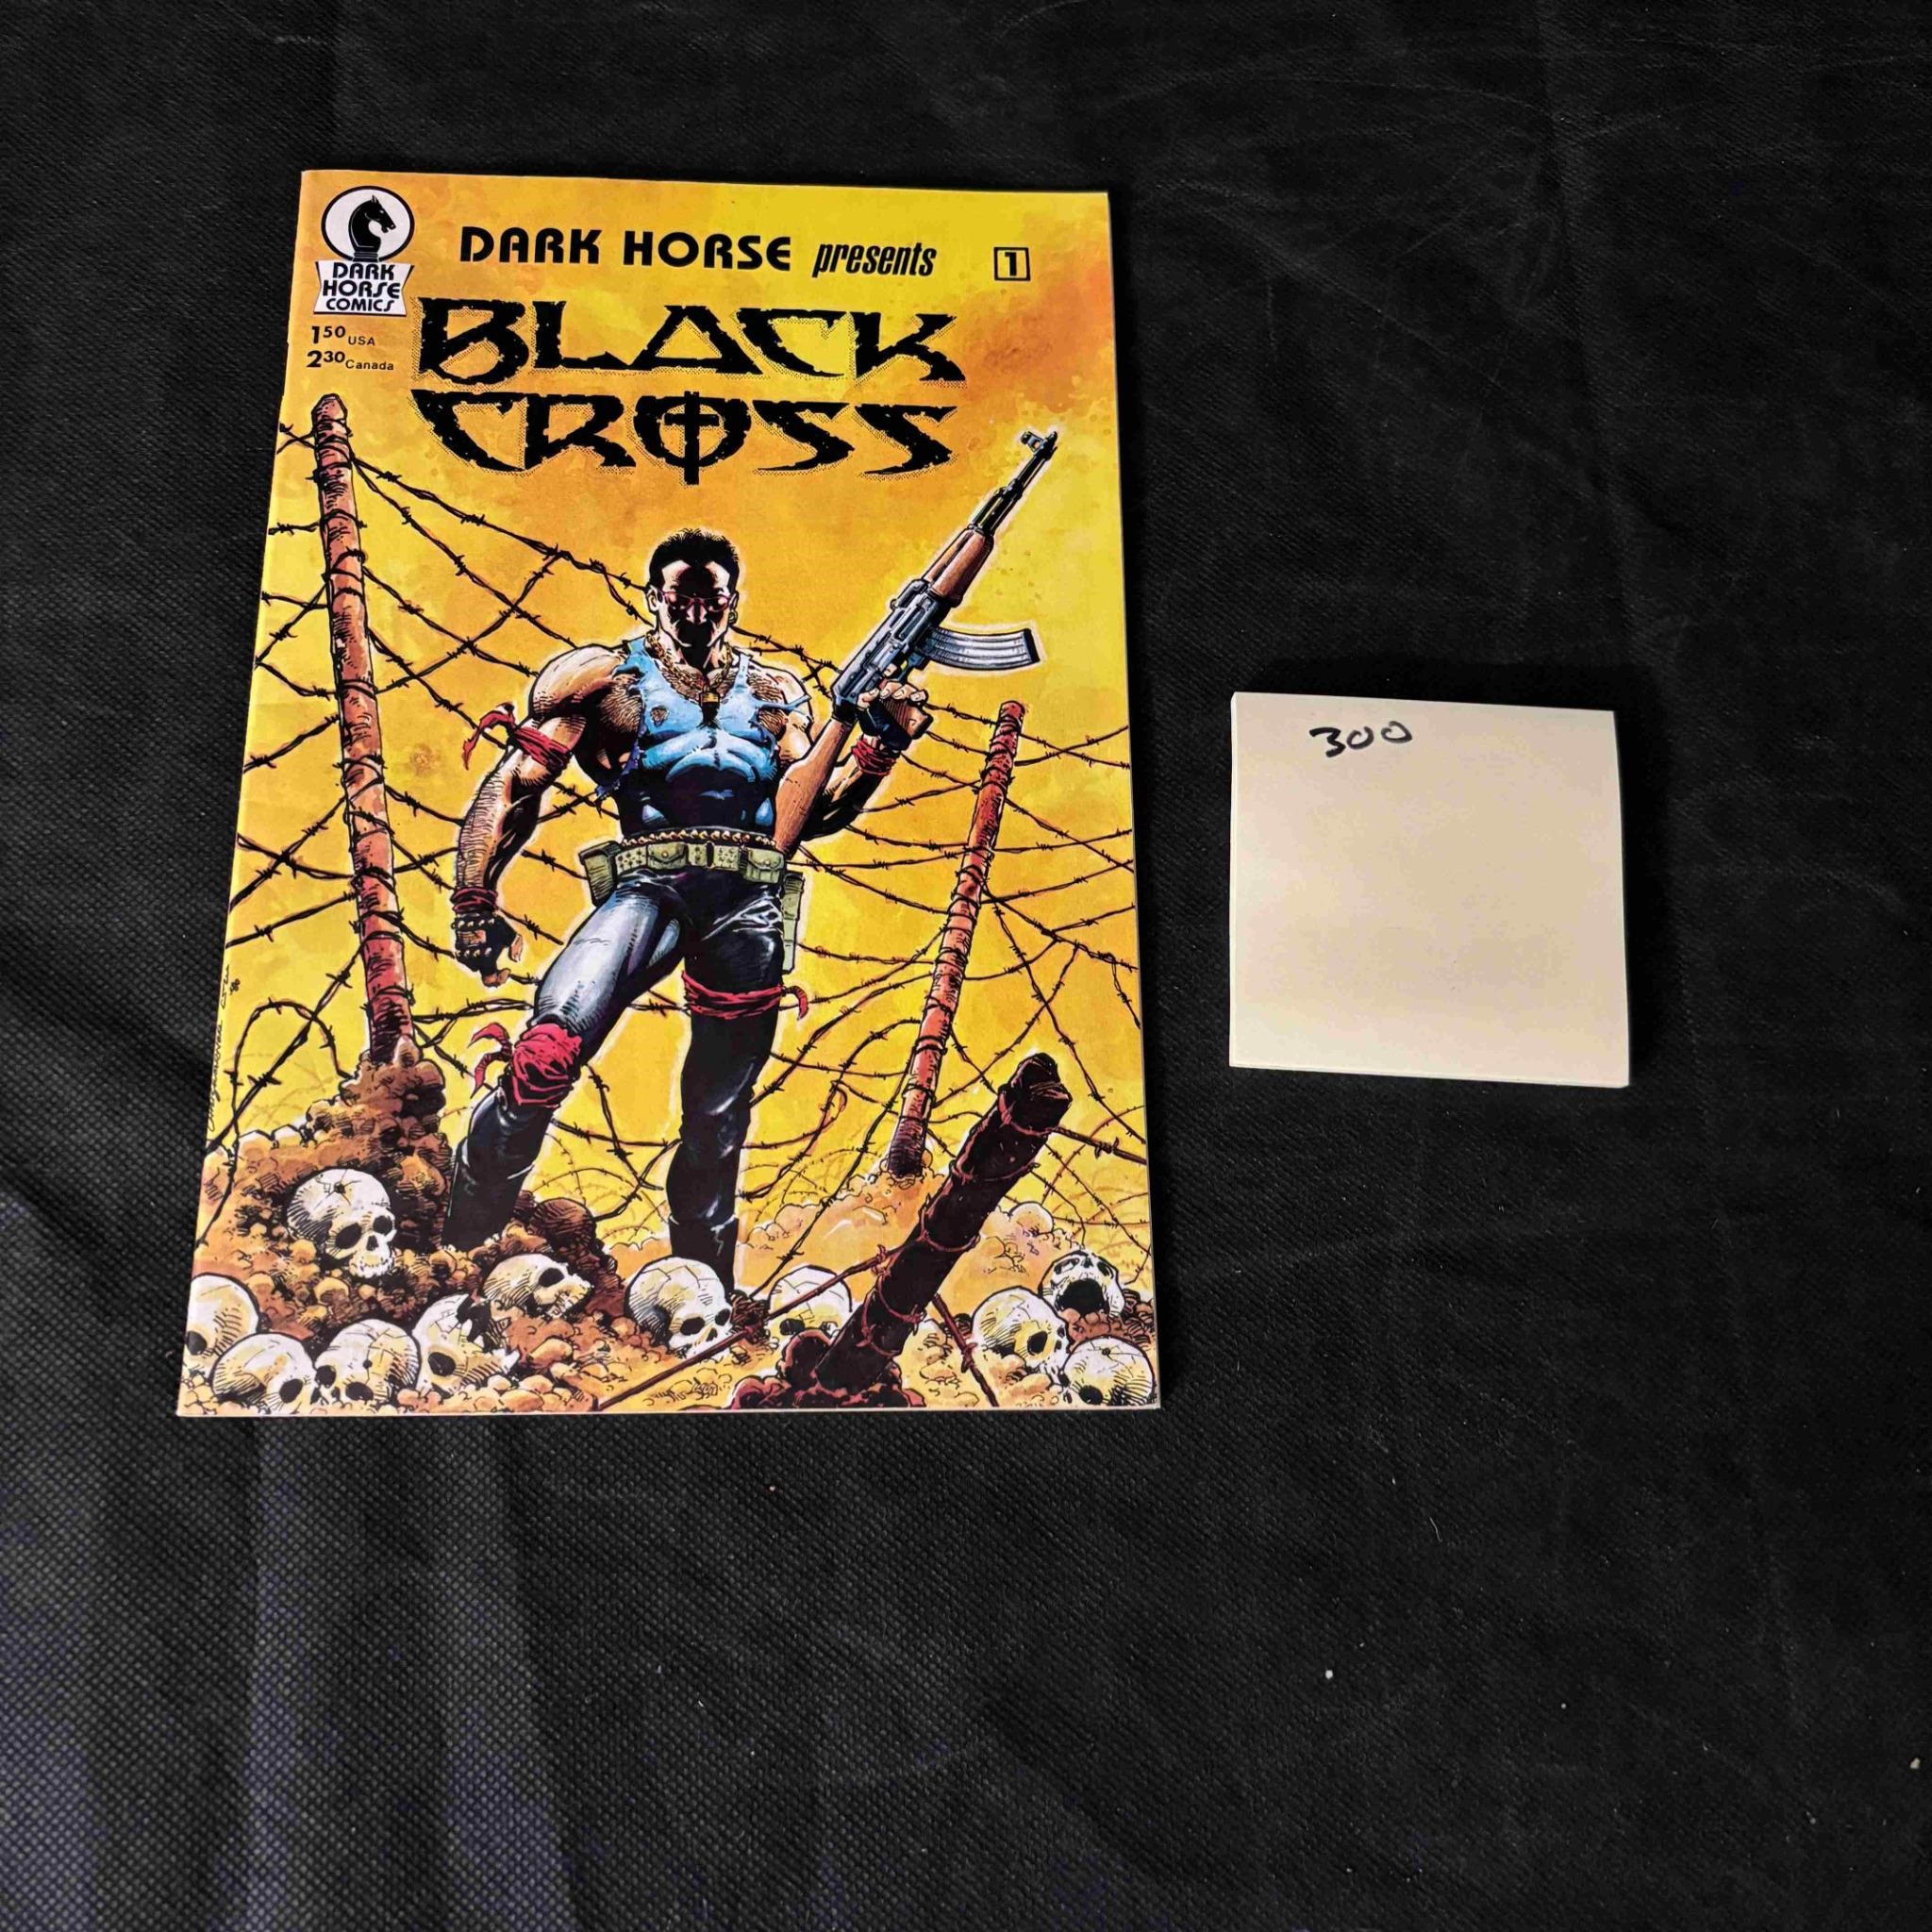 DARK HORSE presents 1
DARK
HORSE
COMICS
1.50 USA
2.30 Canada
BLACK
CROSS
300